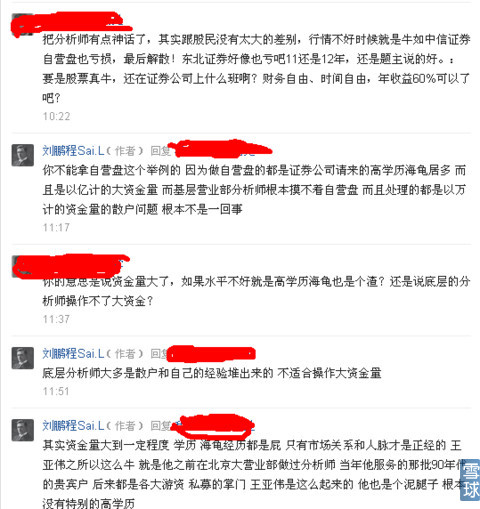 把分析师有点神话了，其实跟股民没有太大的差别，行情不好时候就是牛如中信证券
自营盘也亏损，最后解散！东北证券好像也亏吧11还是12年，还是题主说的好。：
要是股票真牛，还在证券公司上什么班啊？财务自由、时间自由，年收益60%可以了
吧？
10:22
刘鹏程Sai.L（作者）回复
你不能拿自营盘这个举例的 因为做自营盘的都是证券公司请来的高学历海龟居多 而
且是以亿计的大资金量 而基层营业部分析师根本摸不着自营盘 而且处理的都是以万
计的资金量的散户问题 根本不是一回事
11:17
你的意思是说资金量大了，如果水平不好就是高学历海龟也是个渣？还是说底层的分
析师操作不了大资金？
11:37
刘鹏程Sai.L（作者）回复
底层分析师大多是散户和自己的经验堆出来的 不适合操作大资金量
11:51
刘鹏程Sai.L（作者）回复
其实资金量大到一定程度 学历 海龟经历都是屁 只有市场关系和人脉才是正经的 王
亚伟之所以这么牛 就是他之前在北京大营业部做过分析师 当年他服务的那批90年代
的贵宾户 后来都是各大游资 私募的掌门 王亚伟是这么起来的 他也是个泥腿子 根本
没有特别的高学历
雪球